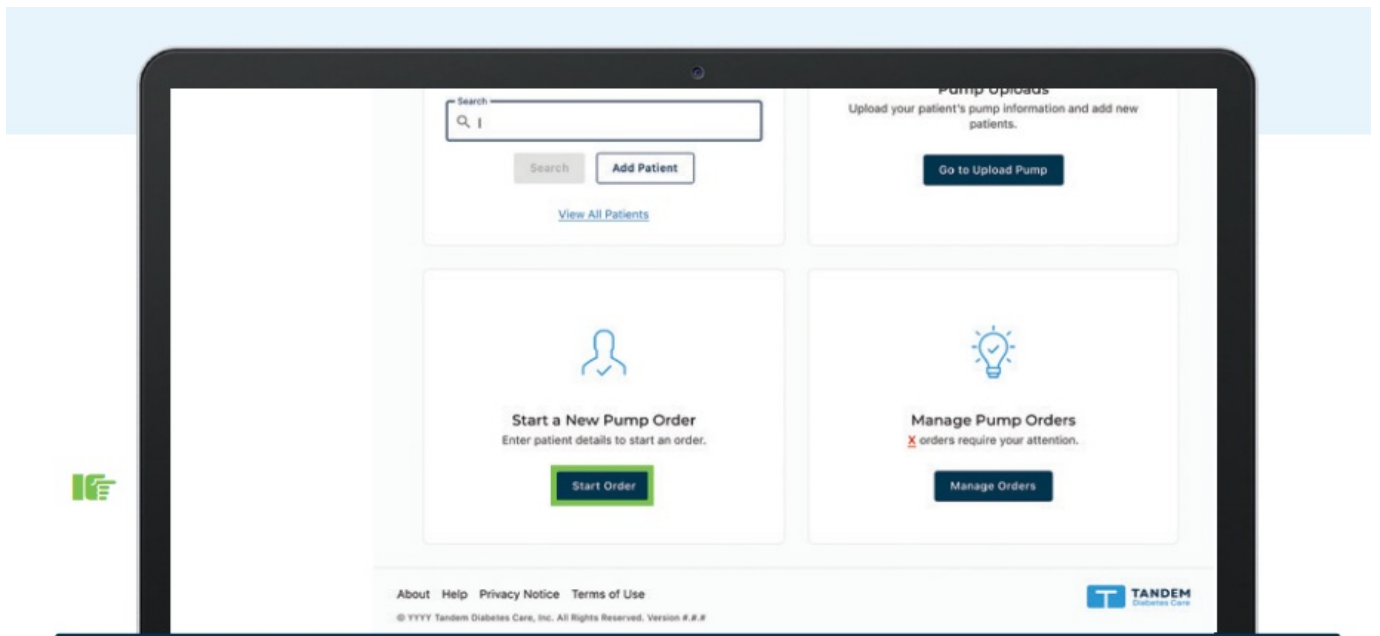 Search
Search
Add Patient
View All Patients
Pump Uploads
Upload your patient's pump information and add new
patients.
Go to Upload Pump
Start a New Pump Order
Enter patient details to start an order.
Start Order
Manage Pump Orders
X orders require your attention.
Manage Orders
About Help Privacy Notice Terms of Use
© YYYY Tandem Diabetes Care, Inc. All Rights Reserved. Version #.#.#
TANDEM
Diabetes Care